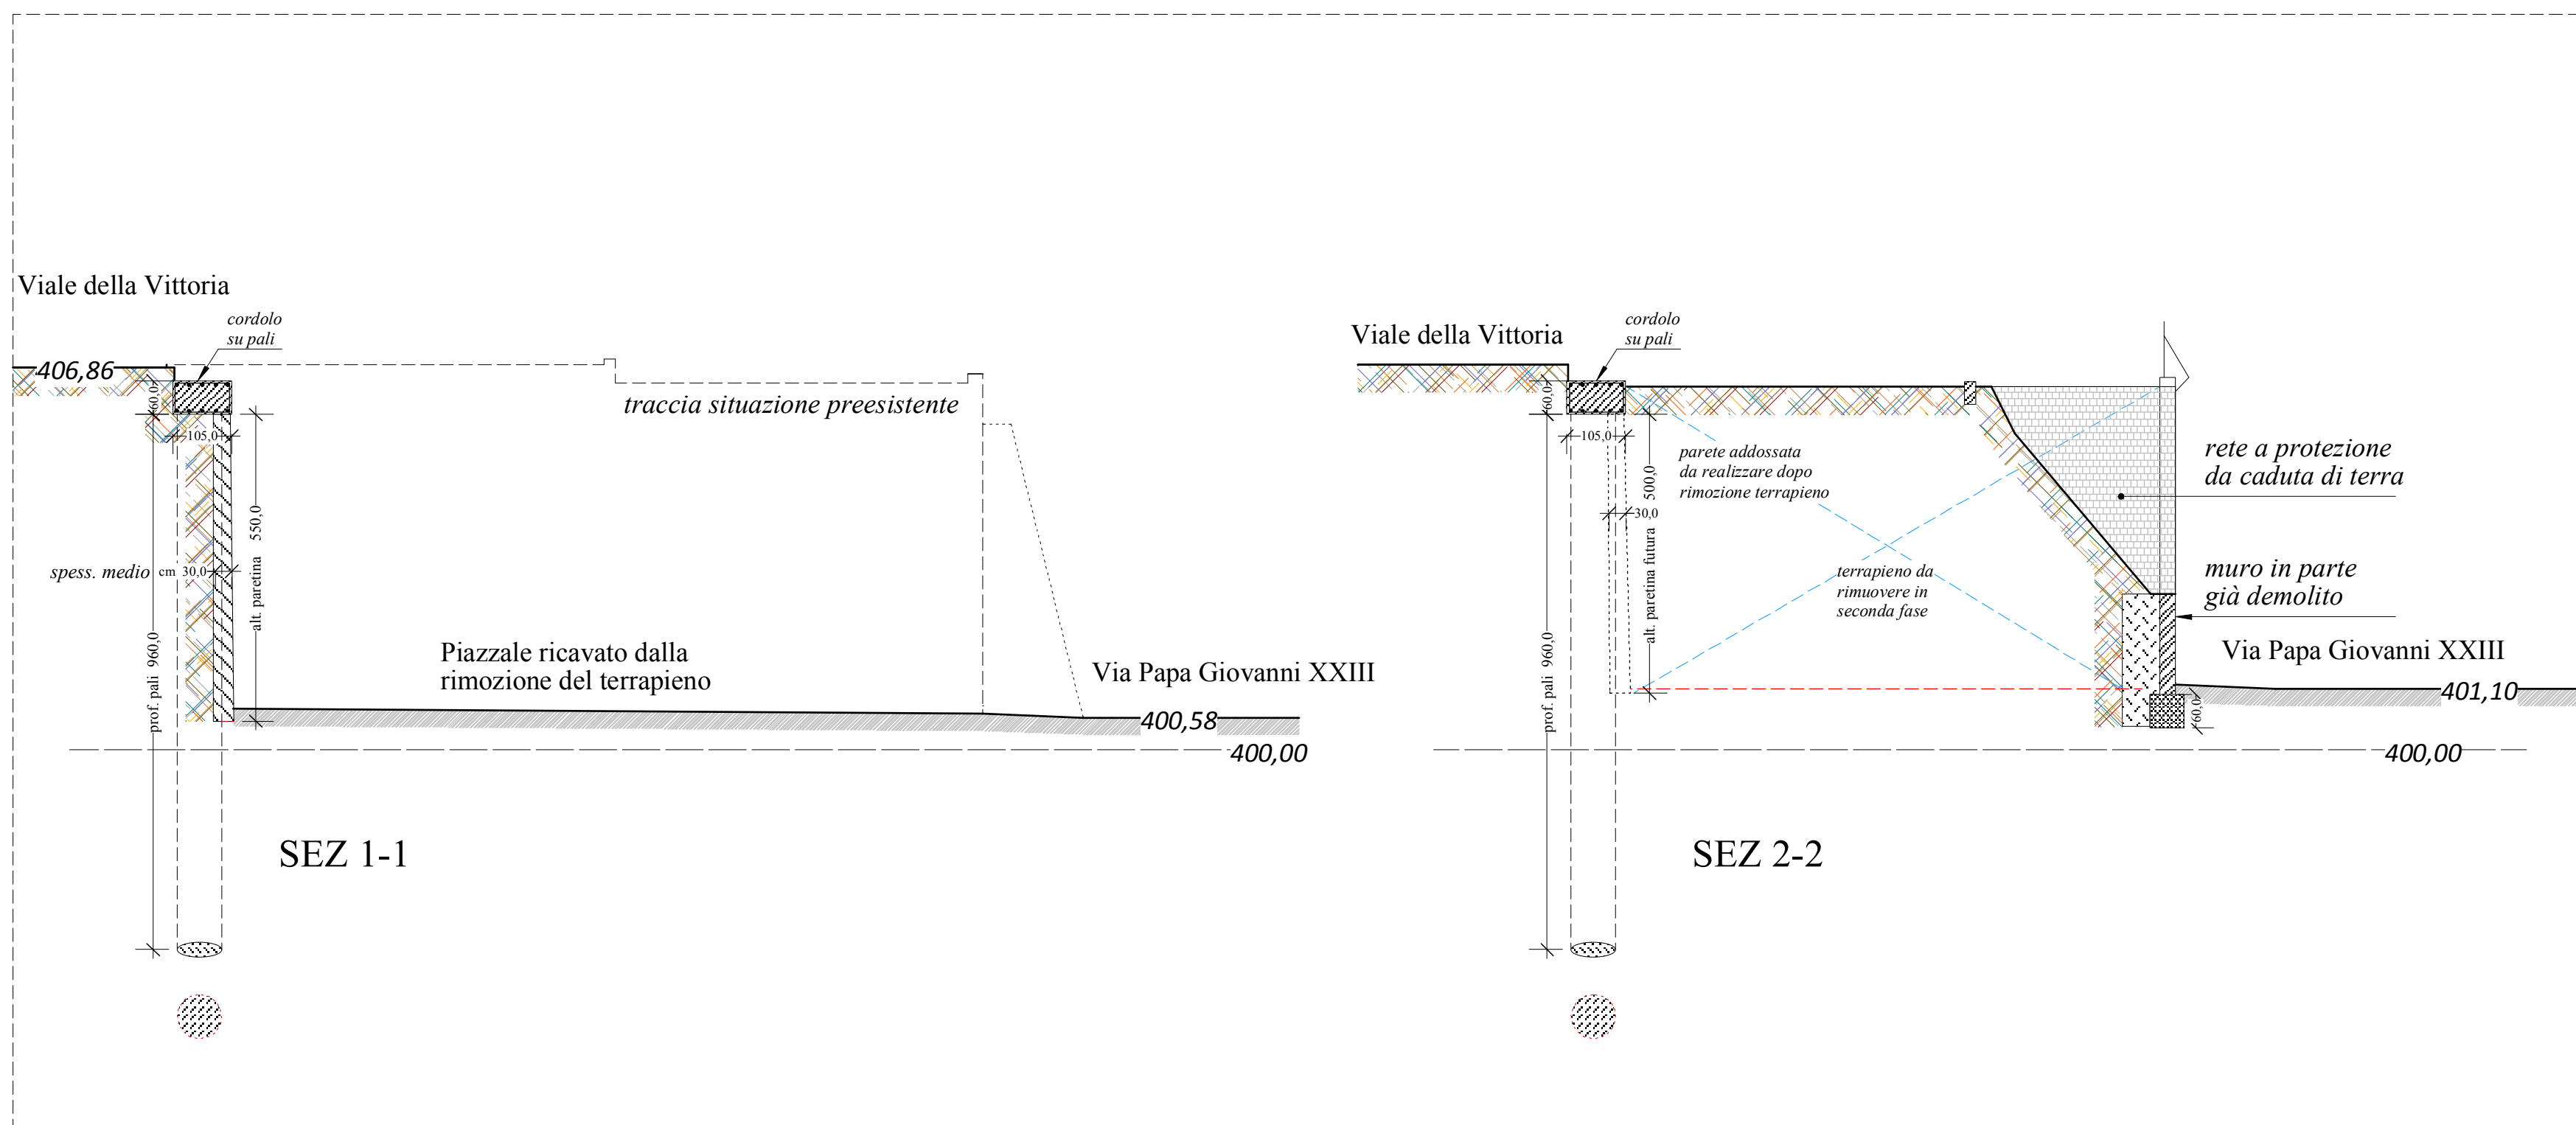 Viale della Vittoria
cordolo
su pali
406,86
60,0
105,0
traccia situazione preesistente
alt. paretina 550,0
spess. medio cm 30,0
prof. pali 960,0
Piazzale ricavato dalla
rimozione del terrapieno
Via Papa Giovanni XXIII
400,58
400,00
SEZ 1-1
Viale della Vittoria
cordolo
su pali
60,0
105,0
parete addossata
da realizzare dopo
rimozione terrapieno
30,0
alt. paretina futura 500,0
prof. pali 960,0
terrapieno da
rimuovere in
seconda fase
rete a protezione
da caduta di terra
muro in parte
già demolito
Via Papa Giovanni XXIII
401,10
60,0
400,00
SEZ 2-2